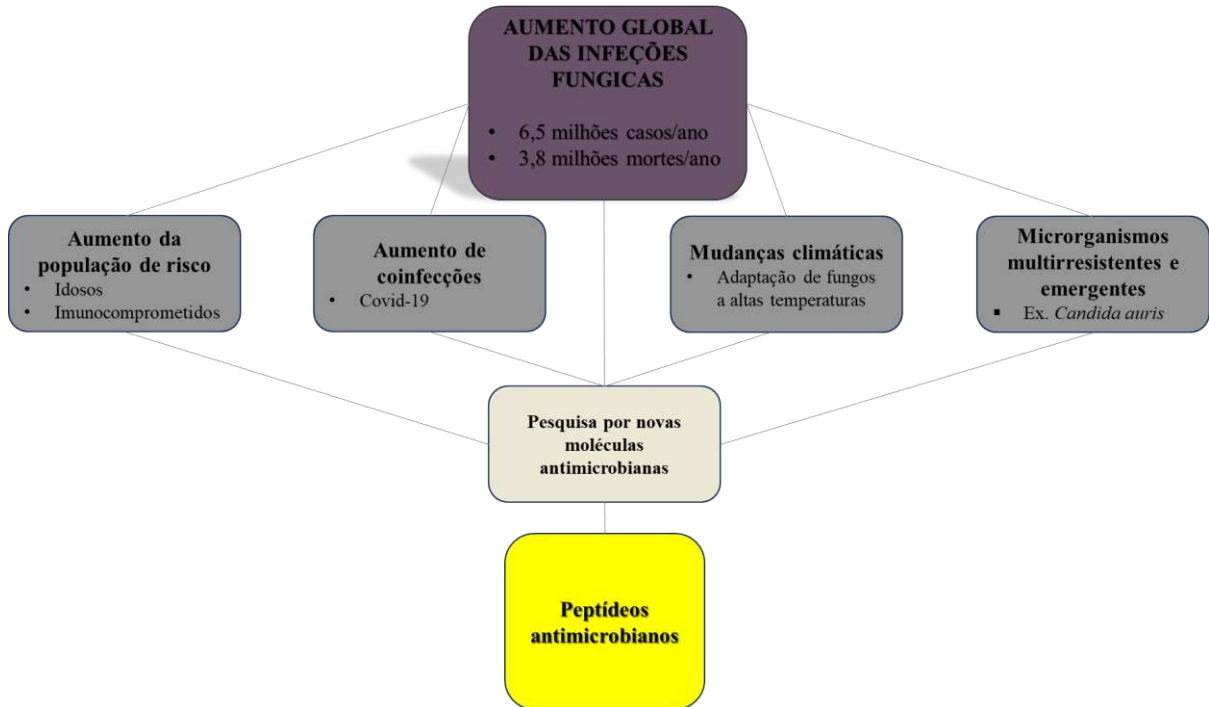 AUMENTO GLOBAL
DAS INFEÇÕES
FUNGICAS
• 6,5 milhões casos/ano
• 3,8 milhões mortes/ano
Aumento da
população de risco
• Idosos
• Imunocomprometidos
Aumento de
coinfecções
• Covid-19
Mudanças climáticas
• Adaptação de fungos
a altas temperaturas
Microrganismos
multirresistentes e
emergentes
▪ Ex. Candida auris
Pesquisa por novas
moléculas
antimicrobianas
Peptídeos
antimicrobianos